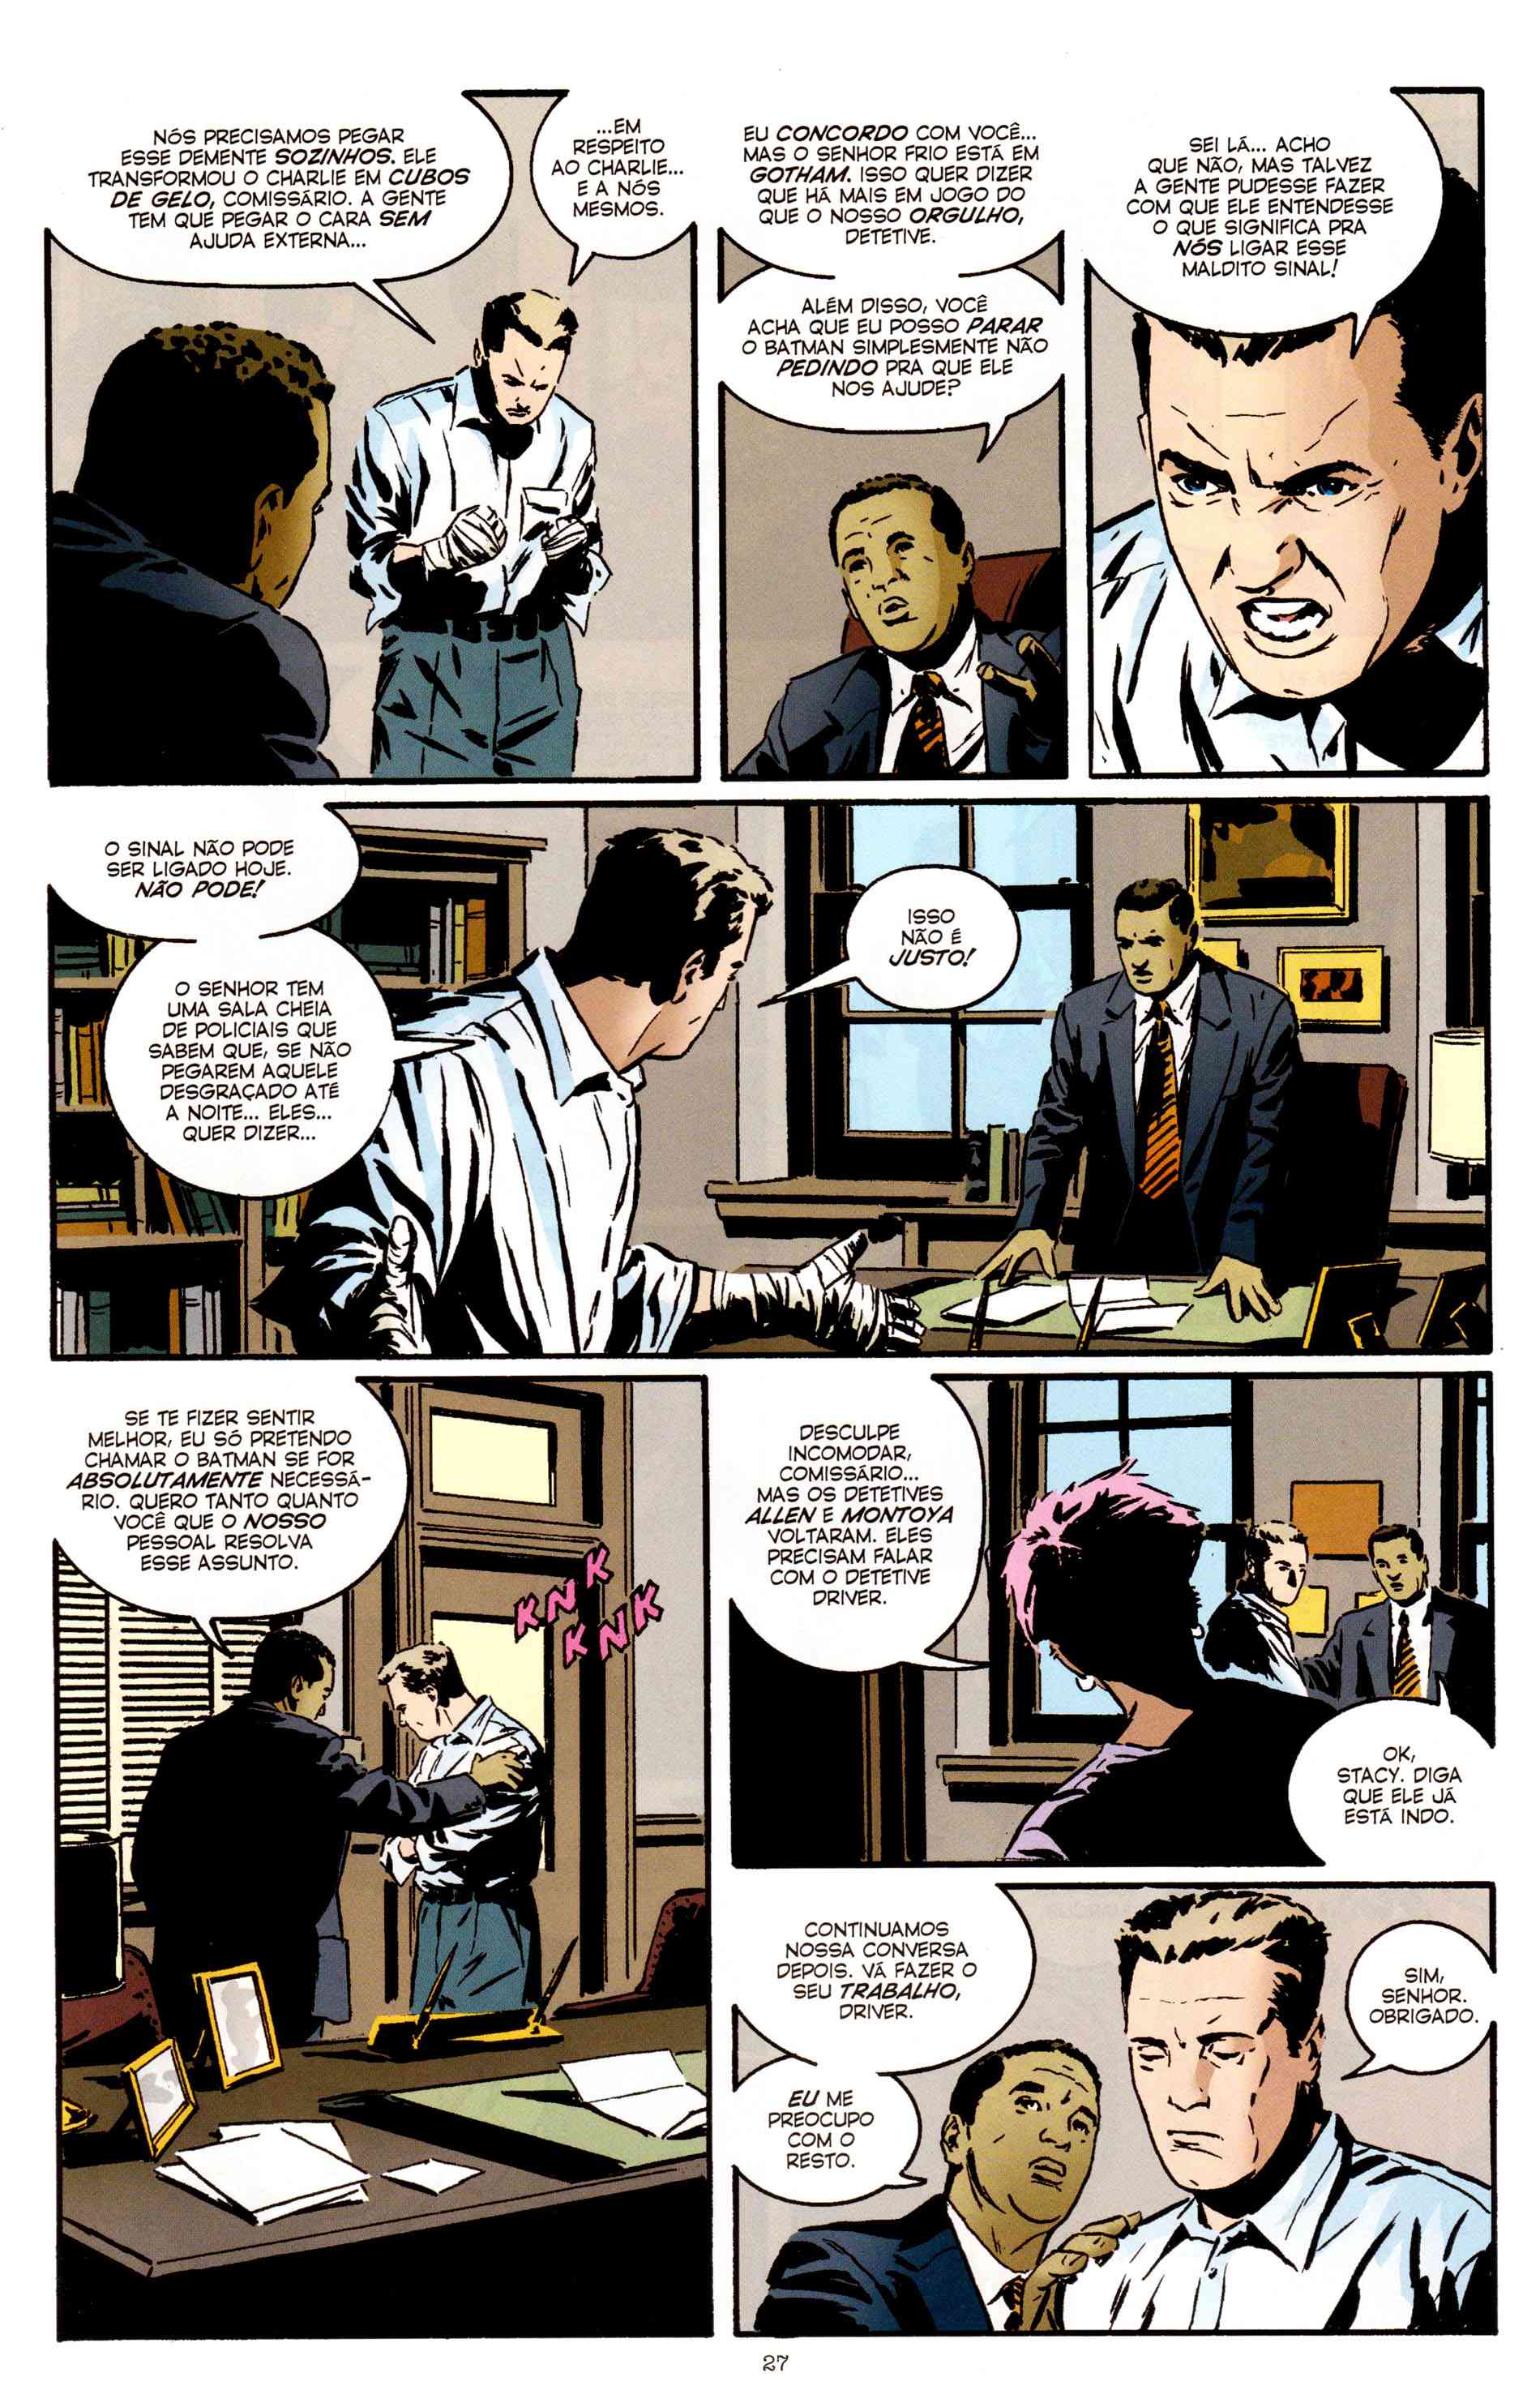 NÓS PRECISAMOS PEGAR
ESSE DEMENTE SOZINHOS. ELE
TRANSFORMOU O CHARLIE EM CUBOS
DE GELO, COMISSÁRIO. A GENTE
TEM QUE PEGAR O CARA SEM
AJUDA EXTERNA...
...EM
RESPEITO
AO CHARLIE...
E A NÓS
MESMOS.
EU CONCORDO COM VOCÊ...
MAS O SENHOR FRIO ESTÁ EM
GOTHAM. ISSO QUER DIZER
QUE HÁ MAIS EM JOGO DO
QUE O NOSSO ORGULHO,
DETETIVE.
ALÉM DISSO, VOCÊ
ACHA QUE EU POSSO PARAR
O BATMAN SIMPLESMENTE NÃO
PEDINDO PRA QUE ELE
NOS AJUDE?
SEI LÁ... ACHO
QUE NÃO, MAS TALVEZ
A GENTE PUDESSE FAZER
COM QUE ELE ENTENDESSE
O QUE SIGNIFICA PRA
NÓS LIGAR ESSE
MALDITO SINAL!
O SINAL NÃO PODE
SER LIGADO HOJE.
NÃO PODE!
O SENHOR TEM
UMA SALA CHEIA
DE POLICIAIS QUE
SABEM QUE, SE NÃO
PEGAREM AQUELE
DESGRAÇADO ATÉ
A NOITE... ELES...
QUER DIZER...
ISSO
NÃO É
JUSTO!
SE TE FIZER SENTIR
MELHOR, EU SÓ PRETENDO
CHAMAR O BATMAN SE FOR
ABSOLUTAMENTE NECESSÁ-
RIO. QUERO TANTO QUANTO
VOCÊ QUE O NOSSO
PESSOAL RESOLVA
ESSE ASSUNTO.
KNK
KNK
DESCULPE
INCOMODAR,
COMISSÁRIO...
MAS OS DETETIVES
ALLEN E MONTOYA
VOLTARAM. ELES
PRECISAM FALAR
COM O DETETIVE
DRIVER.
OK,
STACY. DIGA
QUE ELE JÁ
ESTÁ INDO.
CONTINUAMOS
NOSSA CONVERSA
DEPOIS. VÁ FAZER O
SEU TRABALHO,
DRIVER.
EU ME
PREOCUPO
COM O
RESTO.
SIM,
SENHOR.
OBRIGADO.
27